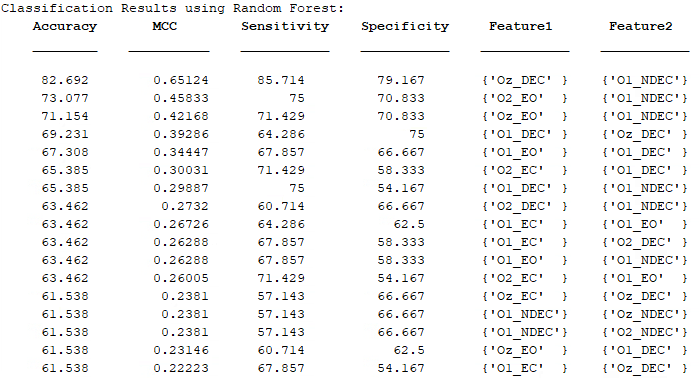 Classification Results using Random Forest:
Accuracy MCC Sensitivity Specificity Feature1 Feature2
82.692 0.65124 85.714 79.167 {'Oz_DEC' } {'O1_NDEC'}
73.077 0.45833 75 70.833 {'O2_EO' } {'O1_NDEC'}
71.154 0.42168 71.429 70.833 {'Oz_EO' } {'O1_NDEC'}
69.231 0.39286 64.286 75 {'O1_DEC' } {'Oz_DEC' }
67.308 0.34447 67.857 66.667 {'O1_EO' } {'O1_DEC' }
65.385 0.30031 71.429 58.333 {'O2_EC' } {'O1_DEC' }
65.385 0.29887 75 54.167 {'O1_DEC' } {'O1_NDEC'}
63.462 0.2732 60.714 66.667 {'O2_DEC' } {'O1_NDEC'}
63.462 0.26726 64.286 62.5 {'O1_EC' } {'O1_EO' }
63.462 0.26288 67.857 58.333 {'O1_EC' } {'O2_DEC' }
63.462 0.26288 67.857 58.333 {'O1_EO' } {'O1_NDEC'}
63.462 0.26005 71.429 54.167 {'O2_EC' } {'O1_EO' }
61.538 0.2381 57.143 66.667 {'Oz_EC' } {'Oz_DEC' }
61.538 0.2381 57.143 66.667 {'O1_NDEC'} {'Oz_NDEC'}
61.538 0.2381 57.143 66.667 {'O1_NDEC'} {'O2_NDEC'}
61.538 0.23146 60.714 62.5 {'Oz_EO' } {'O1_DEC' }
61.538 0.22223 67.857 54.167 {'O1_EC' } {'Oz_DEC' }